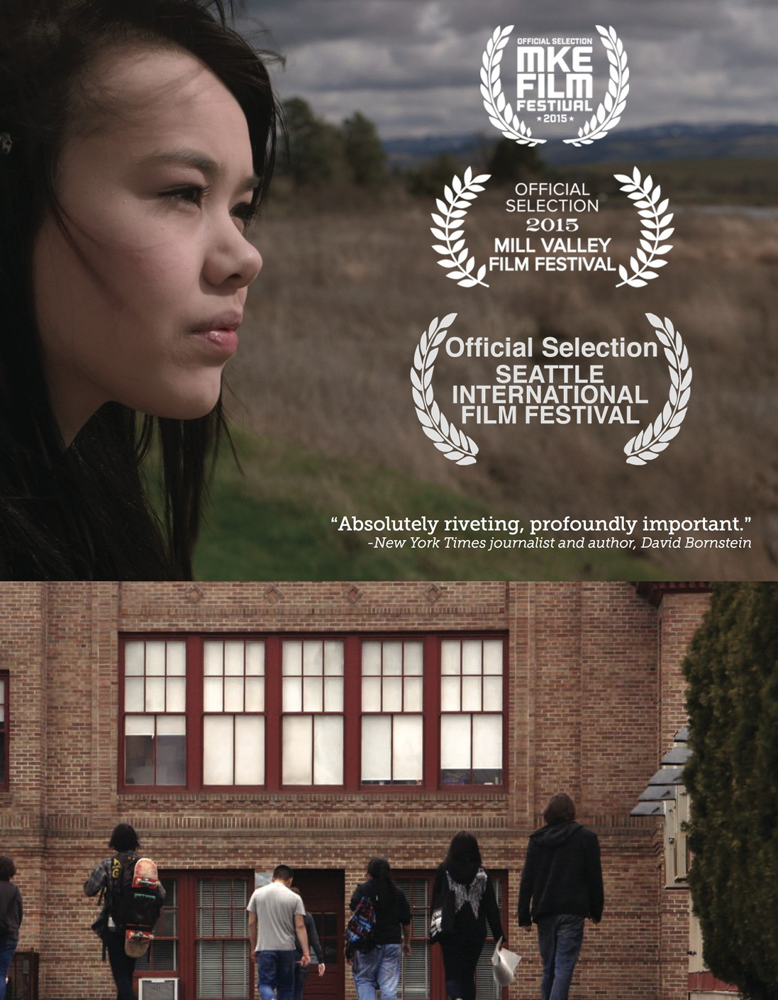 OFFICIAL SELECTION
MKE
FILM
FESTIVAL
★2015★
OFFICIAL
SELECTION
2015
MILL VALLEY
FILM FESTIVAL
Official Selection
SEATTLE
INTERNATIONAL
FILM FESTIVAL
“Absolutely riveting, profoundly important.”
-New York Times journalist and author, David Bornstein